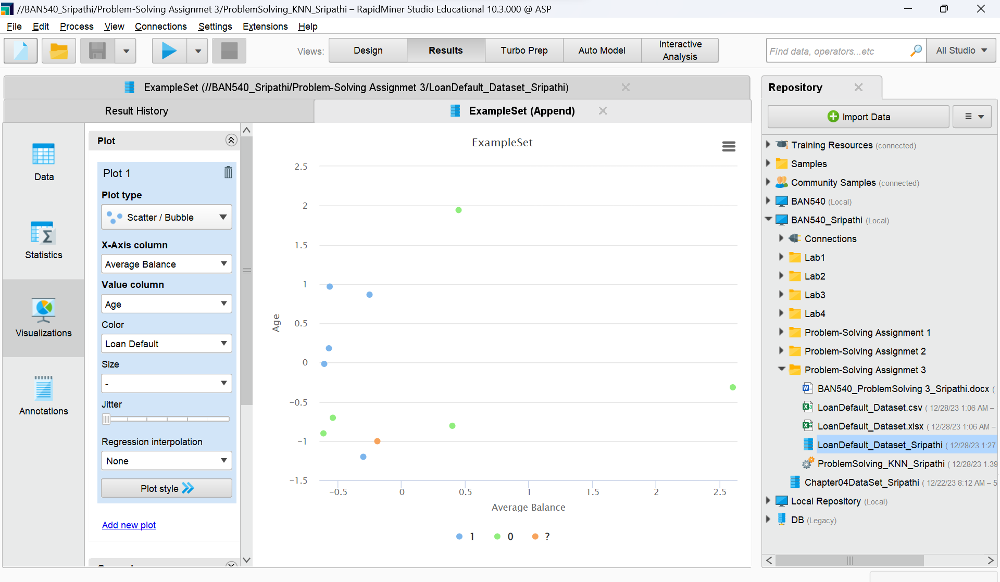 //BAN540_Sripathi/Problem-Solving Assignmet 3/ProblemSolving_KNN_Sripathi – RapidMiner Studio Educational 10.3.000 @ ASP
File Edit Process View Connections Settings Extensions Help
Views: Design Results Turbo Prep Auto Model Interactive Analysis
Find data, operators...etc All Studio
ExampleSet (//BAN540_Sripathi/Problem-Solving Assignmet 3/LoanDefault_Dataset_Sripathi)
Result History
ExampleSet (Append)
Data
Statistics
Visualizations
Annotations
Plot
Plot 1
Plot type
Scatter / Bubble
X-Axis column
Average Balance
Value column
Age
Color
Loan Default
Size
-
Jitter
Regression interpolation
None
Plot style
Add new plot
ExampleSet
2.5
2
1.5
1
0.5
0
-0.5
-1
-1.5
Age
-0.5 0 0.5 1 1.5 2 2.5
Average Balance
1 0 ?
Repository
Import Data
Training Resources (connected)
Samples
Community Samples (connected)
BAN540 (Local)
BAN540_Sripathi (Local)
Connections
Lab1
Lab2
Lab3
Lab4
Problem-Solving Assignment 1
Problem-Solving Assignmet 2
Problem-Solving Assignmet 3
BAN540_ProblemSolving 3_Sripathi.docx (
LoanDefault_Dataset.csv ( 12/28/23 1:06 AM –
LoanDefault_Dataset.xlsx ( 12/28/23 1:06 AM –
LoanDefault_Dataset_Sripathi ( 12/28/23 1:27
ProblemSolving_KNN_Sripathi ( 12/28/23 1:39
Chapter04DataSet_Sripathi ( 12/22/23 8:12 AM – 5
Local Repository (Local)
DB (Legacy)